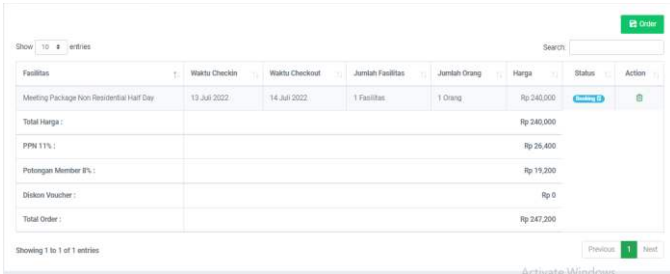 Order
Show 10 entries Search:
Fasilitas Waktu Checkin Waktu Checkout Jumlah Fasilitas Jumlah Orang Harga Status Action
Meeting Package Non Residential Half Day 13 Juli 2022 14 Juli 2022 1 Fasilitas 1 Orang Rp 240,000 Booking
Total Harga : Rp 240,000
PPN 11% : Rp 26,400
Potongan Member 8% : Rp 19,200
Diskon Voucher : Rp 0
Total Order : Rp 247,200
Showing 1 to 1 of 1 entries Previous 1 Next
Activate Windows